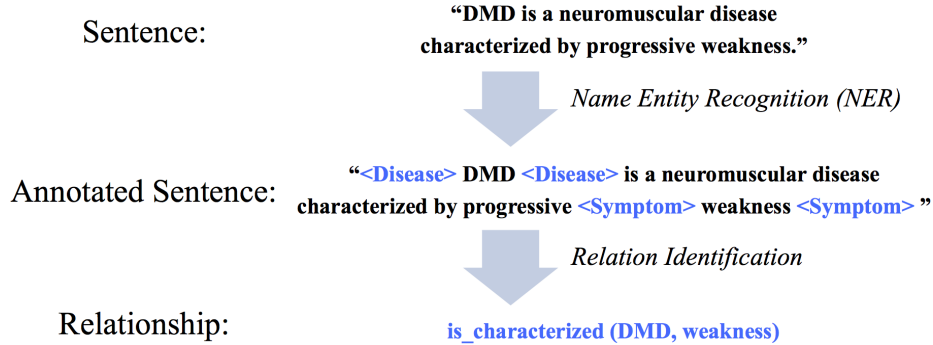 Sentence:
“DMD is a neuromuscular disease
characterized by progressive weakness.”
Name Entity Recognition (NER)
Annotated Sentence:
“<Disease> DMD <Disease> is a neuromuscular disease
characterized by progressive <Symptom> weakness <Symptom> ”
Relation Identification
Relationship:
is_characterized (DMD, weakness)